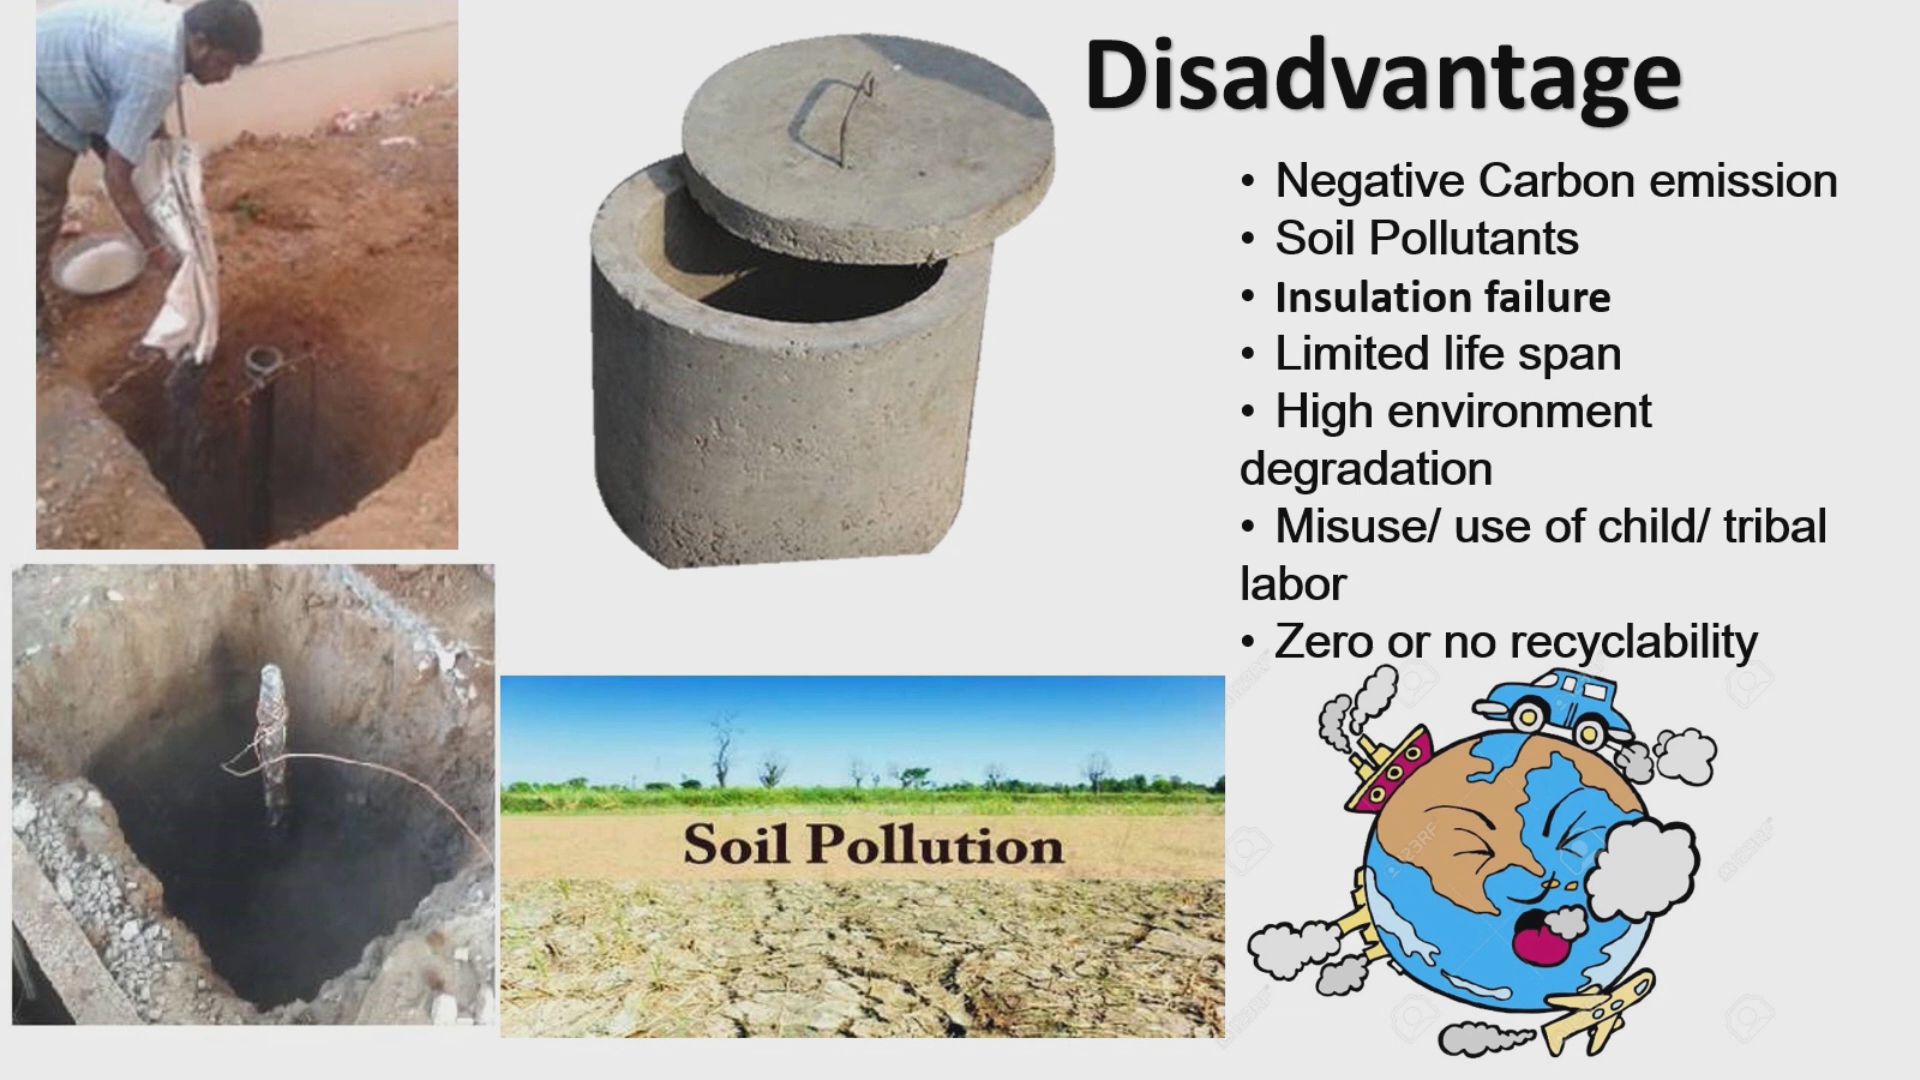 Disadvantage
• Negative Carbon emission
• Soil Pollutants
• Insulation failure
• Limited life span
• High environment
degradation
• Misuse/ use of child/ tribal
labor
• Zero or no recyclability
Soil Pollution
123RF